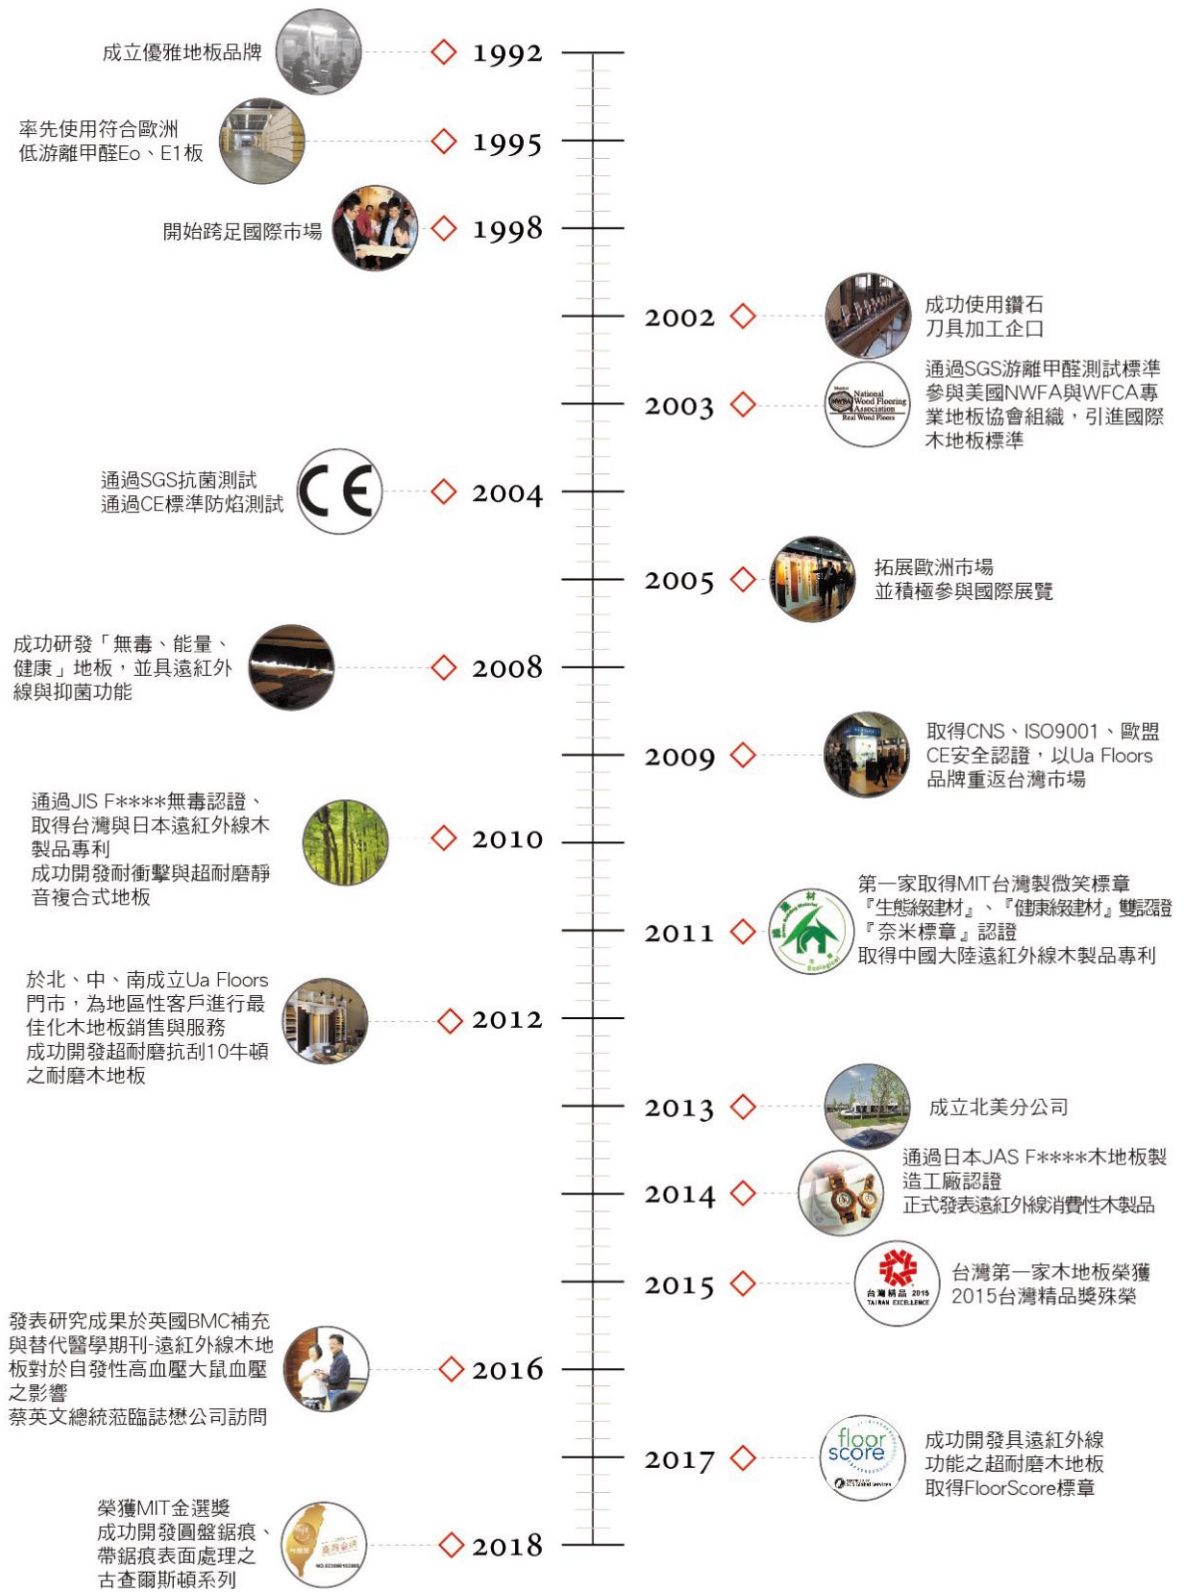 成立優雅地板品牌
1992
率先使用符合歐洲
低游離甲醛Eo、E1板
1995
開始跨足國際市場
1998
2002
成功使用鑽石
刀具加工企口
2003
National
Wood Flooring
Association
Real Wood Floors
通過SGS游離甲醛測試標準
參與美國NWFA與WFCA專
業地板協會組織，引進國際
木地板標準
通過SGS抗菌測試
通過CE標準防焰測試
CE
2004
2005
拓展歐洲市場
並積極參與國際展覽
成功研發「無毒、能量、
健康」地板，並具遠紅外
線與抑菌功能
2008
2009
取得CNS、ISO9001、歐盟
CE安全認證，以Ua Floors
品牌重返台灣市場
通過JIS F****無毒認證、
取得台灣與日本遠紅外線木
製品專利
成功開發耐衝擊與超耐磨靜
音複合式地板
2010
2011
第一家取得MIT台灣製微笑標章
『生態綠建材』、『健康綠建材』雙認證
『奈米標章』認證
取得中國大陸遠紅外線木製品專利
於北、中、南成立Ua Floors
門市，為地區性客戶進行最
佳化木地板銷售與服務
成功開發超耐磨抗刮10牛頓
之耐磨木地板
2012
2013
成立北美分公司
2014
通過日本JAS F****木地板製
造工廠認證
正式發表遠紅外線消費性木製品
2015
台灣精品 2015
TAIWAN EXCELLENCE
台灣第一家木地板榮獲
2015台灣精品獎殊榮
發表研究成果於英國BMC補充
與替代醫學期刊-遠紅外線木地
板對於自發性高血壓大鼠血壓
之影響
蔡英文總統蒞臨誌懋公司訪問
2016
2017
floor
score
成功開發具遠紅外線
功能之超耐磨木地板
取得FloorScore標章
榮獲MIT金選獎
成功開發圓盤鋸痕、
帶鋸痕表面處理之
古查爾斯頓系列
2018